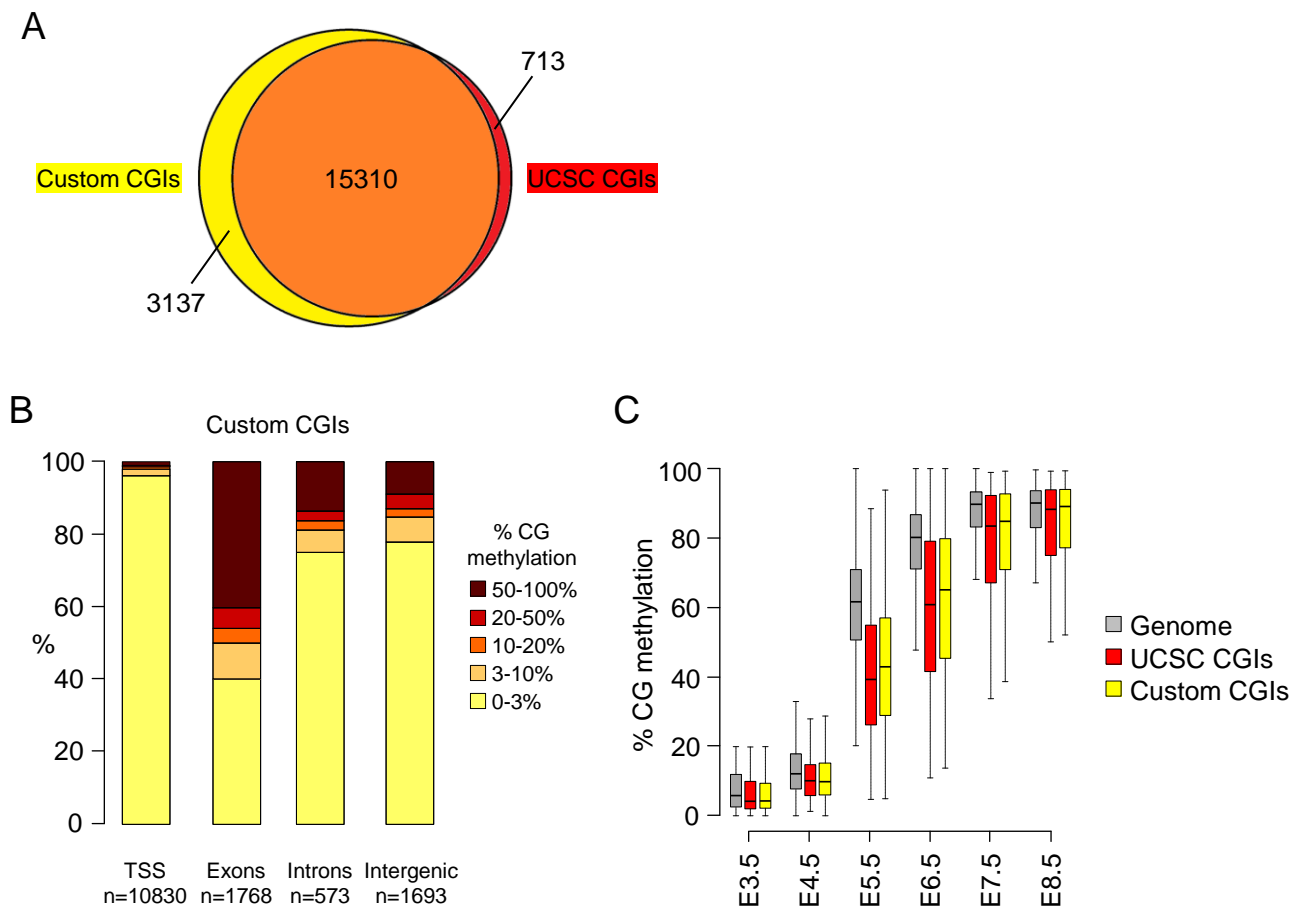 A
713
Custom CGIs
15310
UCSC CGIs
3137
B
Custom CGIs
100
80
60
%
40
20
0
% CG
methylation
50-100%
20-50%
10-20%
3-10%
0-3%
TSS
n=10830
Exons
n=1768
Introns
n=573
Intergenic
n=1693
C
% CG methylation
100
80
60
40
20
0
E3.5
E4.5
E5.5
E6.5
E7.5
E8.5
Genome
UCSC CGIs
Custom CGIs